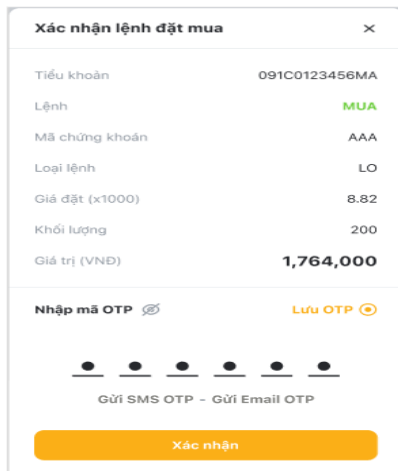 Xác nhận lệnh đặt mua ×
Tiểu khoản 091C0123456MA
Lệnh MUA
Mã chứng khoán AAA
Loại lệnh LO
Giá đặt (x1000) 8.82
Khối lượng 200
Giá trị (VNĐ) 1,764,000
Nhập mã OTP Lưu OTP
Gửi SMS OTP - Gửi Email OTP
Xác nhận